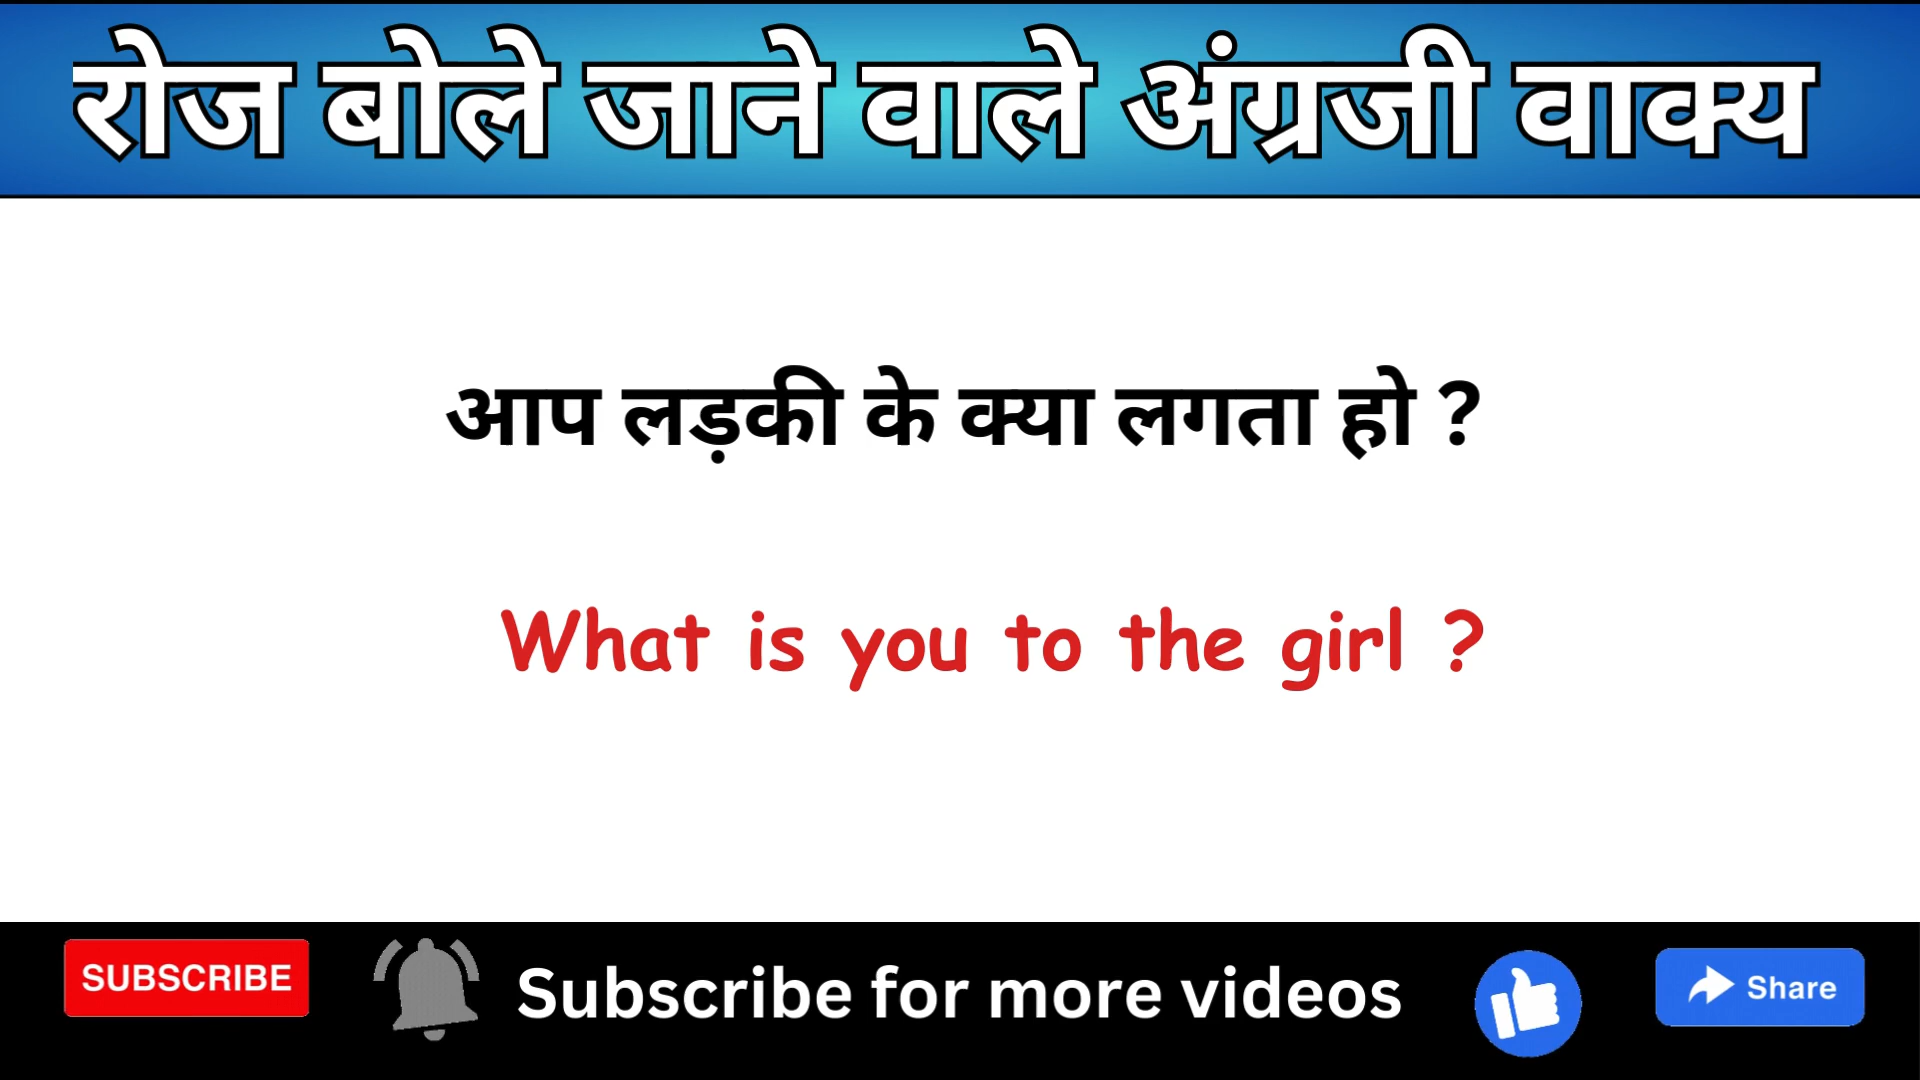 रोज बोले जाने वाले अंग्रजी वाक्य
आप लड़की के क्या लगता हो ?
What is you to the girl ?
SUBSCRIBE
Subscribe for more videos
Share